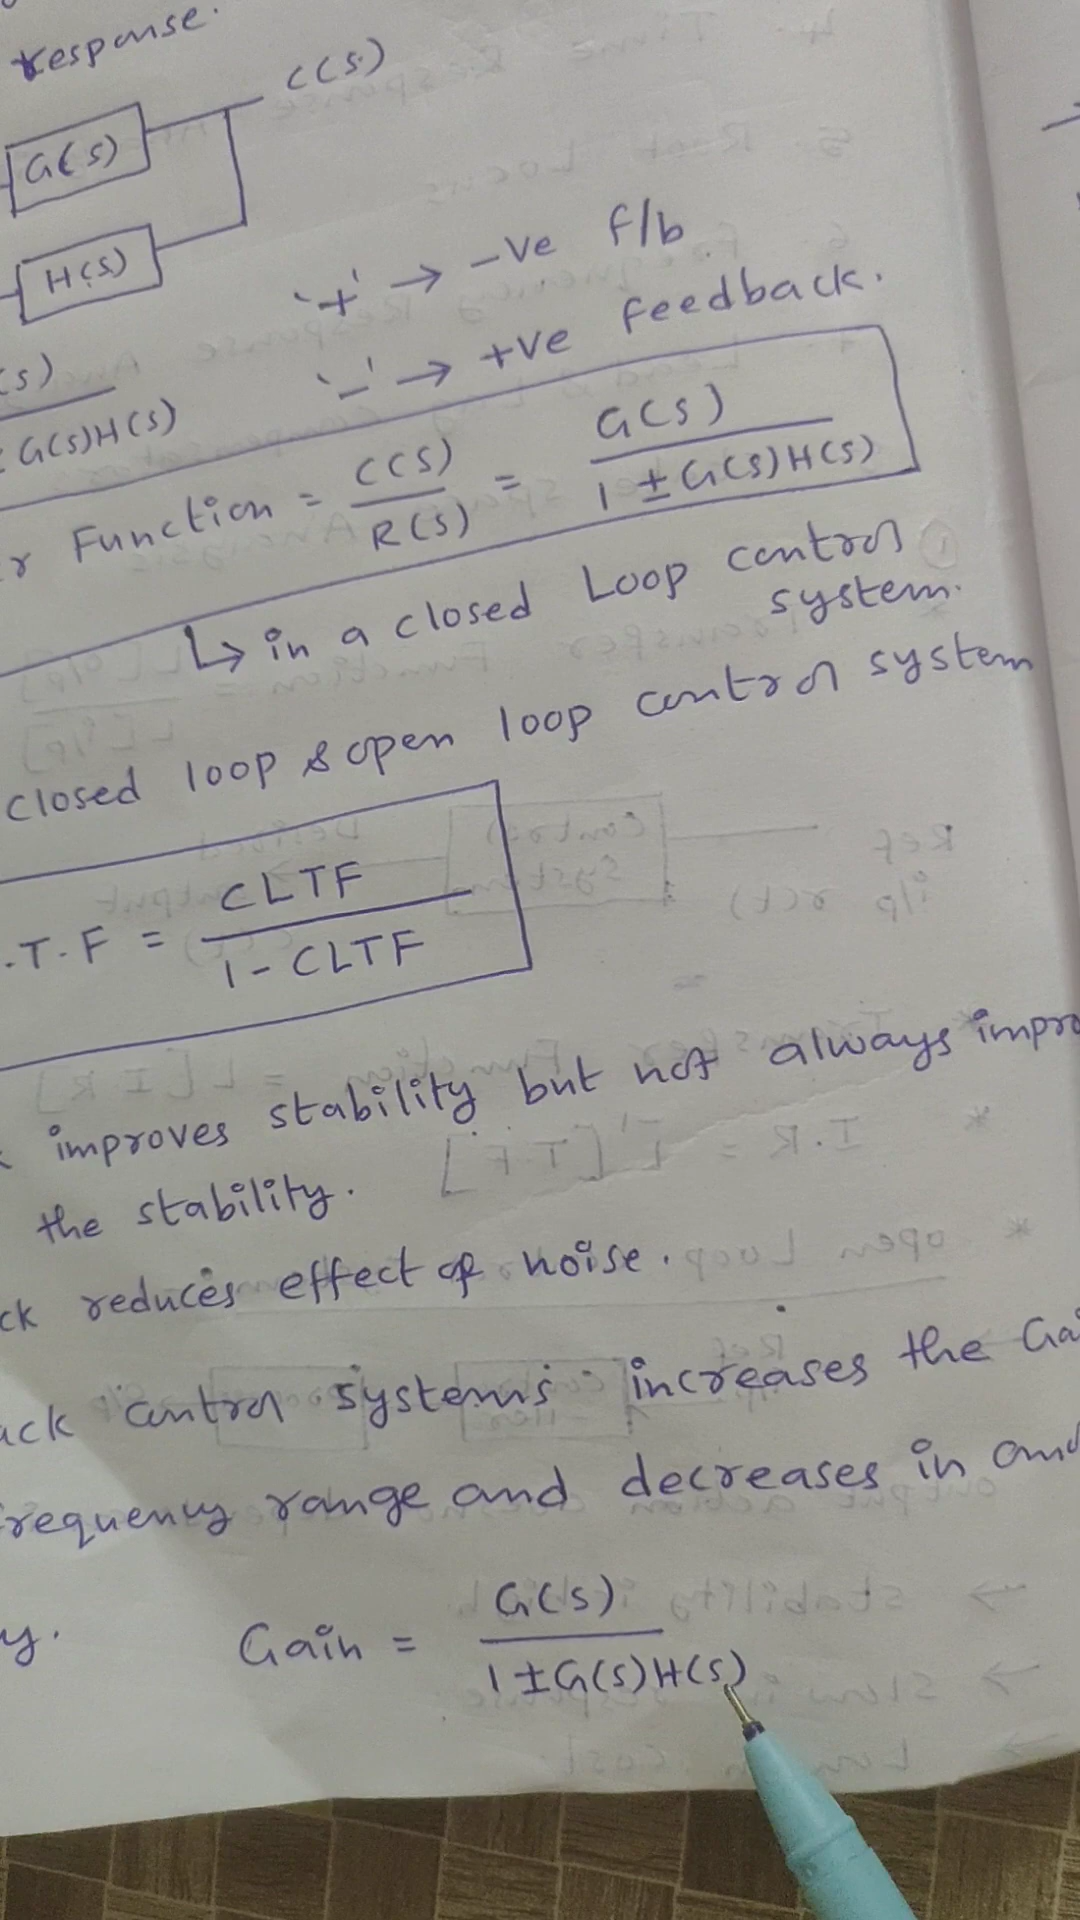 response.
C(s)
G(s)
H(s)
'+' → -ve f/b
'-' → +ve feedback.
G(s)H(s)
Function = C(s)/R(s) = G(s)/1 ± G(s)H(s)
↳ in a closed Loop control
system.
closed loop & open loop control system
.T.F = CLTF/1 - CLTF
improves stability but not always impro
the stability.
ck reduces effect of noise.
ack control systems increases the Gai
requency range and decreases in ano
y. Gain = G(s)/1 ± G(s)H(s)